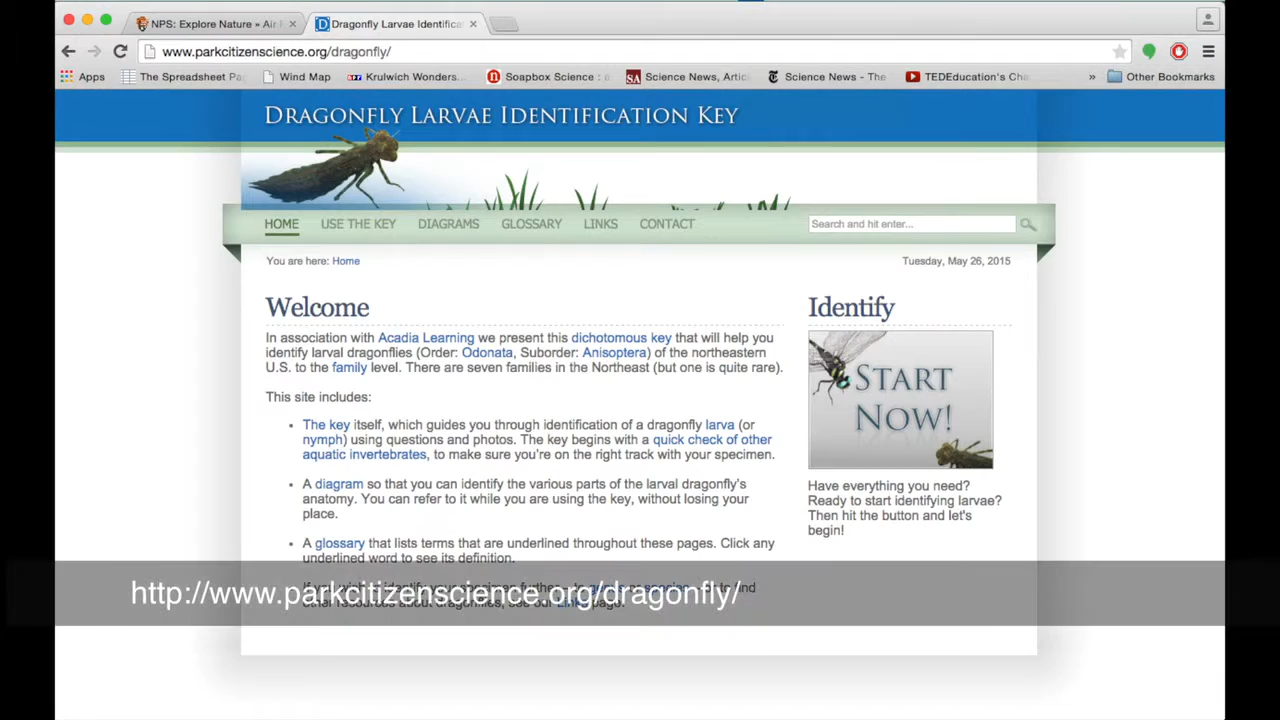 NPS: Explore Nature » Air
Dragonfly Larvae Identifica
www.parkcitizenscience.org/dragonfly/
Apps The Spreadsheet Pa Wind Map Krulwich Wonders... Soapbox Science : a Science News, Artic Science News - The TEDEducation's Cha » Other Bookmarks
DRAGONFLY LARVAE IDENTIFICATION KEY
HOME USE THE KEY DIAGRAMS GLOSSARY LINKS CONTACT Search and hit enter...
You are here: Home
Tuesday, May 26, 2015
Welcome
In association with Acadia Learning we present this dichotomous key that will help you
identify larval dragonflies (Order: Odonata, Suborder: Anisoptera) of the northeastern
U.S. to the family level. There are seven families in the Northeast (but one is quite rare).
This site includes:
• The key itself, which guides you through identification of a dragonfly larva (or
nymph) using questions and photos. The key begins with a quick check of other
aquatic invertebrates, to make sure you're on the right track with your specimen.
• A diagram so that you can identify the various parts of the larval dragonfly's
anatomy. You can refer to it while you are using the key, without losing your
place.
• A glossary that lists terms that are underlined throughout these pages. Click any
underlined word to see its definition.
other resources about dragonflies, see our Links page.
Identify
START
NOW!
Have everything you need?
Ready to start identifying larvae?
Then hit the button and let's
begin!
http://www.parkcitizenscience.org/dragonfly/